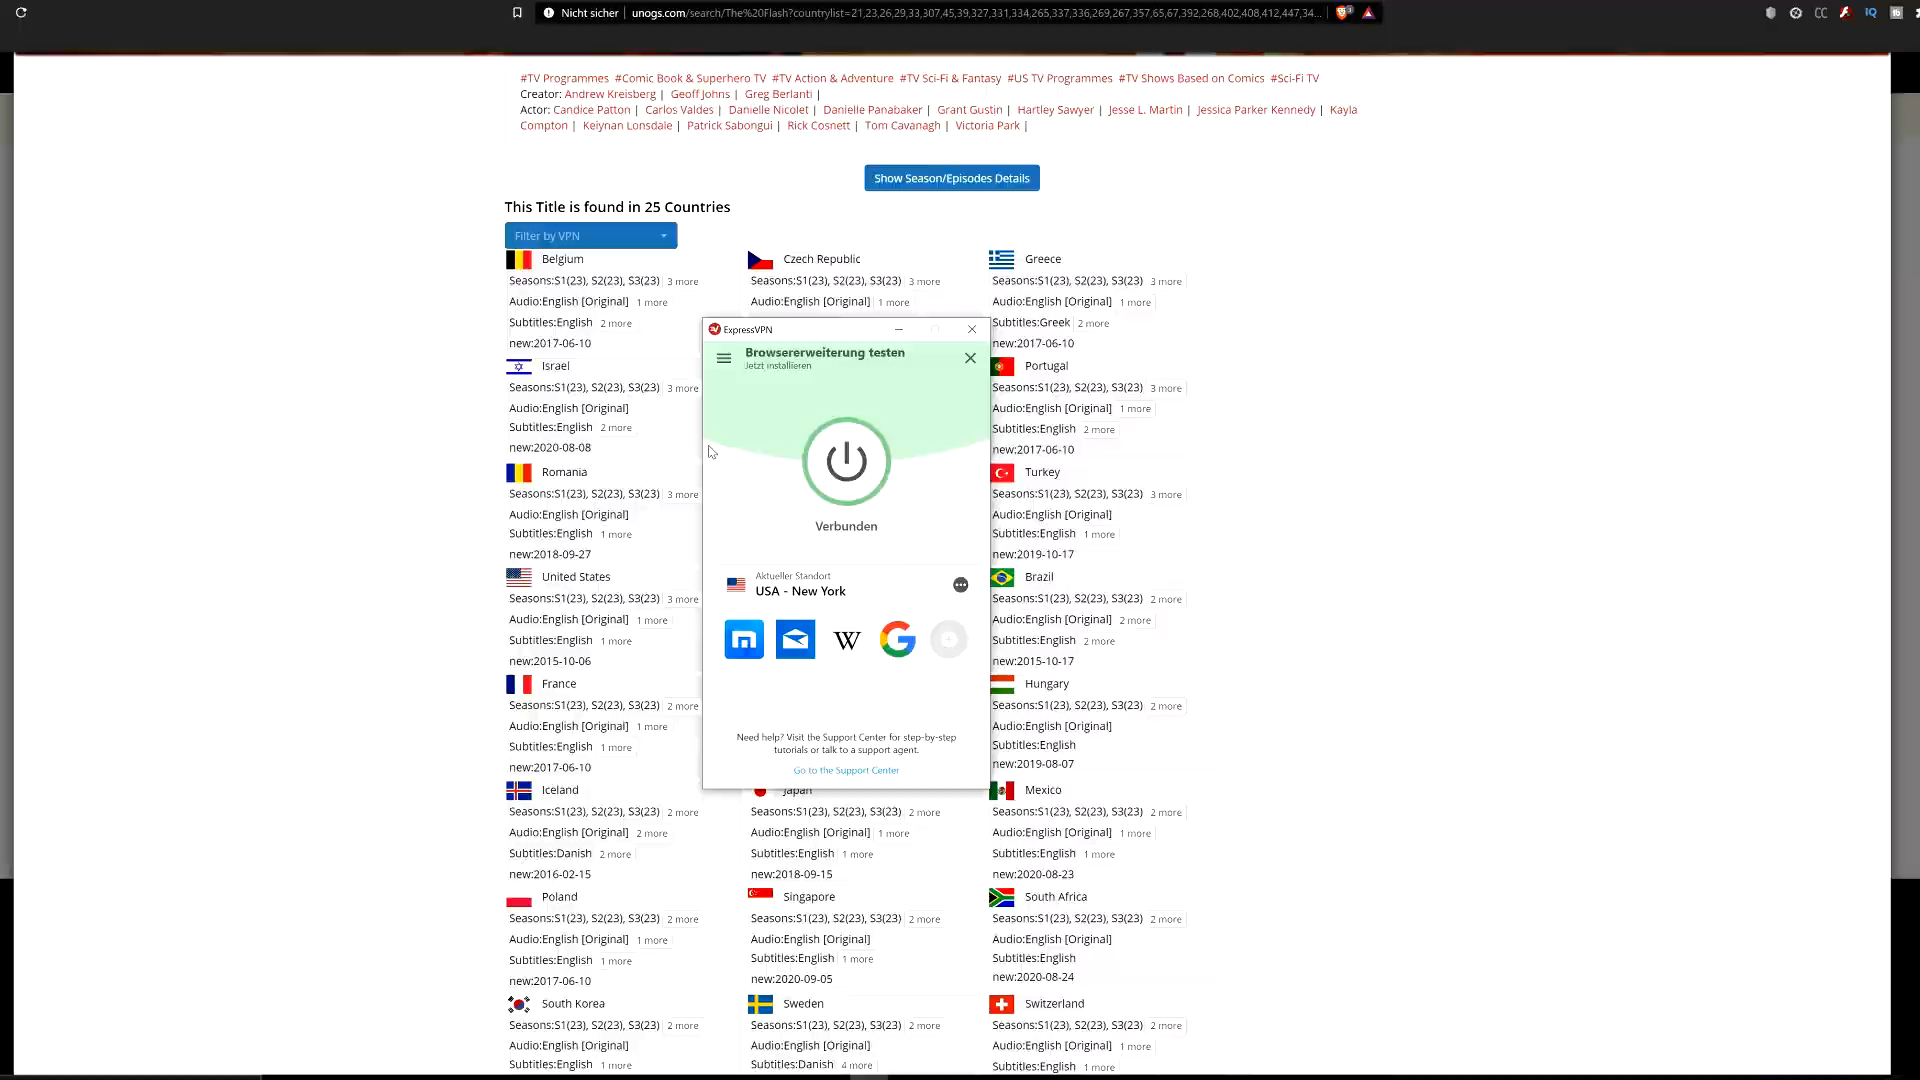 Nicht sicher unogs.com/search/The%20Flash?countrylist=21,23,26,29,33,307,45,39,327,331,334,265,337,336,269,267,357,65,67,392,268,402,408,412,447,34...
CC IQ
#TV Programmes #Comic Book & Superhero TV #TV Action & Adventure #TV Sci-Fi & Fantasy #US TV Programmes #TV Shows Based on Comics #Sci-Fi TV
Creator: Andrew Kreisberg | Geoff Johns | Greg Berlanti |
Actor: Candice Patton | Carlos Valdes | Danielle Nicolet | Danielle Panabaker | Grant Gustin | Hartley Sawyer | Jesse L. Martin | Jessica Parker Kennedy | Kayla
Compton | Keiynan Lonsdale | Patrick Sabongui | Rick Cosnett | Tom Cavanagh | Victoria Park |
Show Season/Episodes Details
This Title is found in 25 Countries
Filter by VPN
Belgium
Seasons:S1(23), S2(23), S3(23) 3 more
Audio:English [Original] 1 more
Subtitles:English 2 more
new:2017-06-10
Czech Republic
Seasons:S1(23), S2(23), S3(23) 3 more
Audio:English [Original] 1 more
Greece
Seasons:S1(23), S2(23), S3(23) 3 more
Audio:English [Original] 1 more
Subtitles:Greek 2 more
new:2017-06-10
Israel
Seasons:S1(23), S2(23), S3(23) 3 more
Audio:English [Original]
Subtitles:English 2 more
new:2020-08-08
Portugal
Seasons:S1(23), S2(23), S3(23) 3 more
Audio:English [Original] 1 more
Subtitles:English 2 more
new:2017-06-10
Romania
Seasons:S1(23), S2(23), S3(23) 3 more
Audio:English [Original]
Subtitles:English 1 more
new:2018-09-27
Turkey
Seasons:S1(23), S2(23), S3(23) 3 more
Audio:English [Original]
Subtitles:English 1 more
new:2019-10-17
United States
Seasons:S1(23), S2(23), S3(23) 3 more
Audio:English [Original] 1 more
Subtitles:English 1 more
new:2015-10-06
Brazil
Seasons:S1(23), S2(23), S3(23) 2 more
Audio:English [Original] 2 more
Subtitles:English 2 more
new:2015-10-17
France
Seasons:S1(23), S2(23), S3(23) 2 more
Audio:English [Original] 1 more
Subtitles:English 1 more
new:2017-06-10
Hungary
Seasons:S1(23), S2(23), S3(23) 2 more
Audio:English [Original]
Subtitles:English
new:2019-08-07
ExpressVPN
Browsererweiterung testen
Jetzt installieren
Verbunden
Aktueller Standort
USA - New York
W
Need help? Visit the Support Center for step-by-step
tutorials or talk to a support agent.
Go to the Support Center
Iceland
Seasons:S1(23), S2(23), S3(23) 2 more
Audio:English [Original] 2 more
Subtitles:Danish 2 more
new:2016-02-15
Japan
Seasons:S1(23), S2(23), S3(23) 2 more
Audio:English [Original] 1 more
Subtitles:English 1 more
new:2018-09-15
Mexico
Seasons:S1(23), S2(23), S3(23) 2 more
Audio:English [Original] 1 more
Subtitles:English 1 more
new:2020-08-23
Poland
Seasons:S1(23), S2(23), S3(23) 2 more
Audio:English [Original] 1 more
Subtitles:English 1 more
new:2017-06-10
Singapore
Seasons:S1(23), S2(23), S3(23) 2 more
Audio:English [Original]
Subtitles:English 1 more
new:2020-09-05
South Africa
Seasons:S1(23), S2(23), S3(23) 2 more
Audio:English [Original]
Subtitles:English
new:2020-08-24
South Korea
Seasons:S1(23), S2(23), S3(23) 2 more
Audio:English [Original]
Subtitles:English 1 more
Sweden
Seasons:S1(23), S2(23), S3(23) 2 more
Audio:English [Original]
Subtitles:Danish 4 more
Switzerland
Seasons:S1(23), S2(23), S3(23) 2 more
Audio:English [Original] 1 more
Subtitles:English 1 more